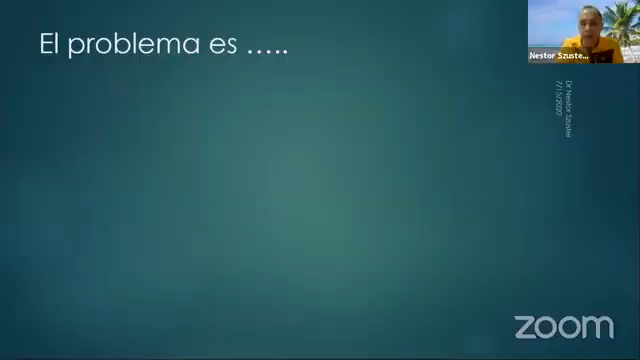 El problema es …..
Nestor Szuste...
Dr Nestor Szuster
7/15/2020
zoom